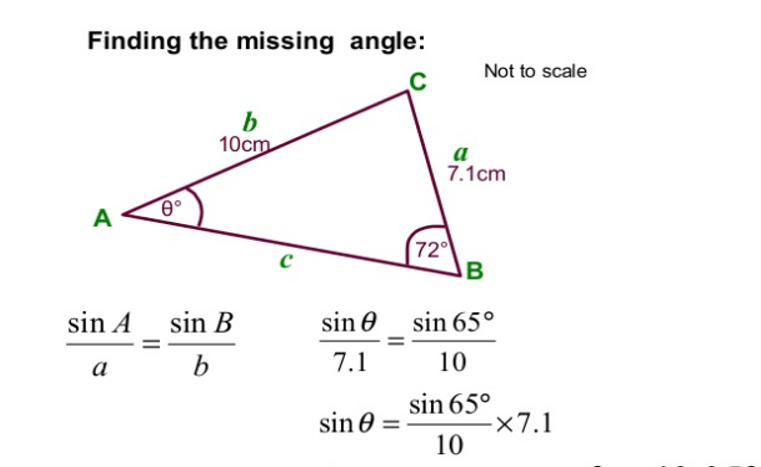 Finding the missing angle:
Not to scale
C
b
10cm
a
7.1cm
A
θ°
72°
c
B
sin A / a = sin B / b
sin θ / 7.1 = sin 65° / 10
sin θ = sin 65° / 10 ×7.1